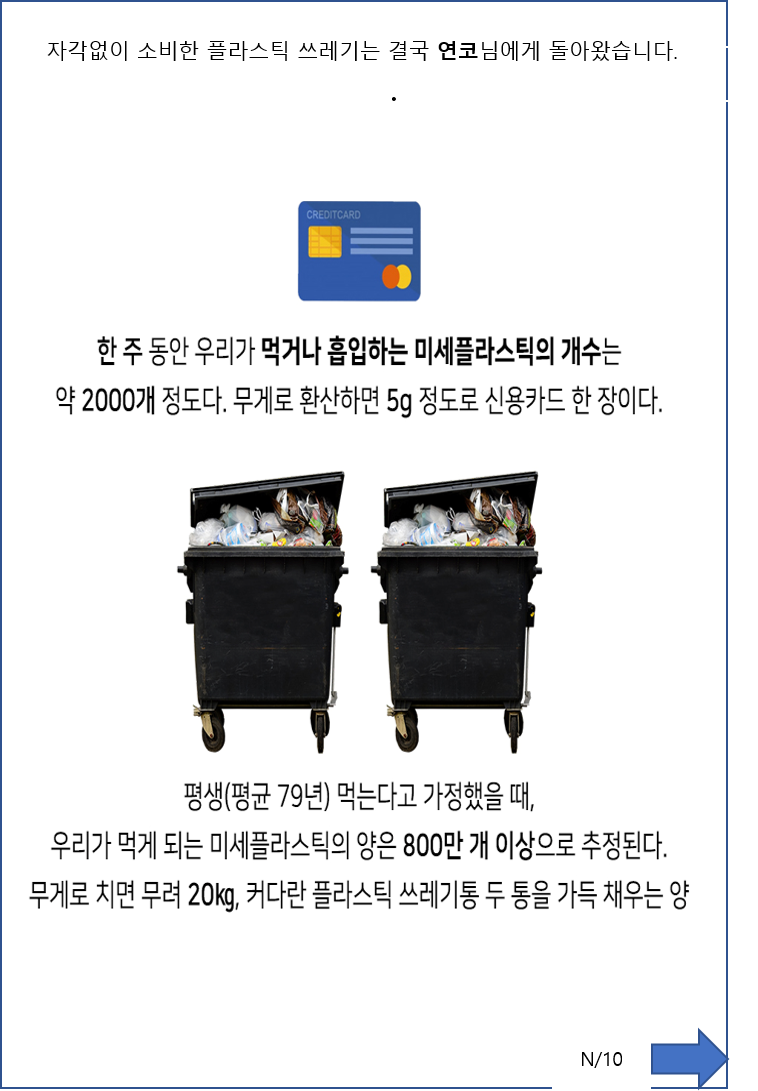 자각없이 소비한 플라스틱 쓰레기는 결국 연코님에게 돌아왔습니다.
.
CREDITCARD
한 주 동안 우리가 먹거나 흡입하는 미세플라스틱의 개수는
약 2000개 정도다. 무게로 환산하면 5g 정도로 신용카드 한 장이다.
평생(평균 79년) 먹는다고 가정했을 때,
우리가 먹게 되는 미세플라스틱의 양은 800만 개 이상으로 추정된다.
무게로 치면 무려 20kg, 커다란 플라스틱 쓰레기통 두 통을 가득 채우는 양
N/10